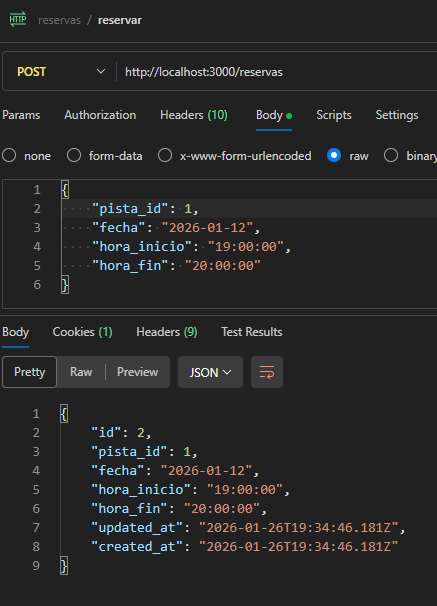 HTTP reservas / reservar
POST http://localhost:3000/reservas
Params Authorization Headers (10) Body Scripts Settings
none form-data x-www-form-urlencoded raw binary
1 {
2 "pista_id": 1,
3 "fecha": "2026-01-12",
4 "hora_inicio": "19:00:00",
5 "hora_fin": "20:00:00"
6 }
Body Cookies (1) Headers (9) Test Results
Pretty Raw Preview JSON
1 {
2 "id": 2,
3 "pista_id": 1,
4 "fecha": "2026-01-12",
5 "hora_inicio": "19:00:00",
6 "hora_fin": "20:00:00",
7 "updated_at": "2026-01-26T19:34:46.181Z",
8 "created_at": "2026-01-26T19:34:46.181Z"
9 }